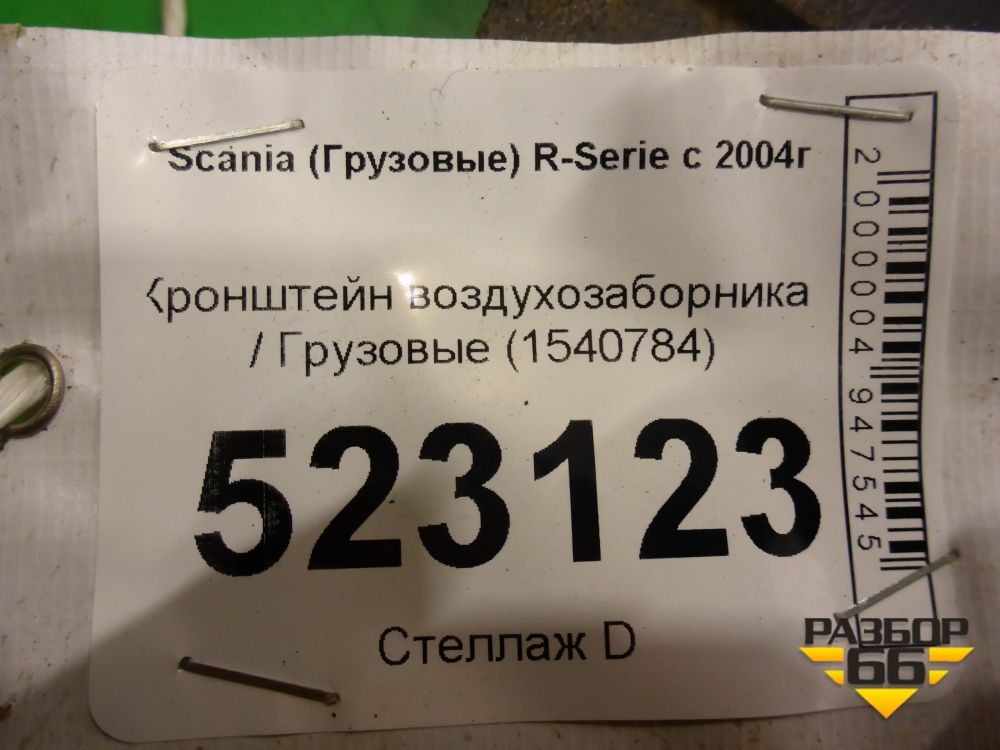 Scania (Грузовые) R-Serie с 2004г
Кронштейн воздухозаборника
/ Грузовые (1540784)
523123
Стеллаж D
2000004947545
РАЗБОР
66